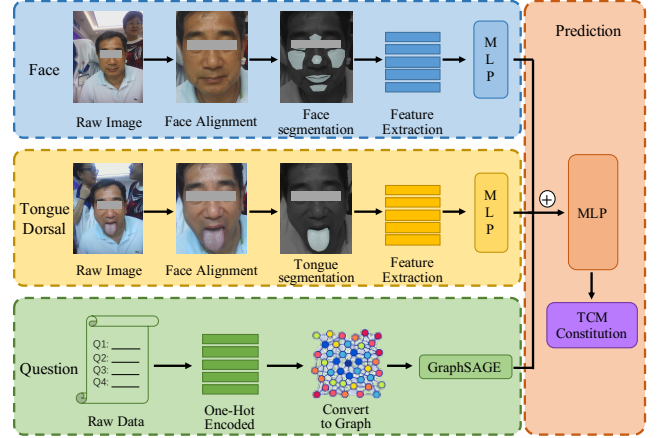 Face
Raw Image
Face Alignment
Face
segmentation
Feature
Extraction
M
L
P
Tongue
Dorsal
Raw Image
Face Alignment
Tongue
segmentation
Feature
Extraction
M
L
P
Question
Q1:
Q2:
Q3:
Q4:
Raw Data
One-Hot
Encoded
Convert
to Graph
GraphSAGE
Prediction
+
MLP
TCM
Constitution